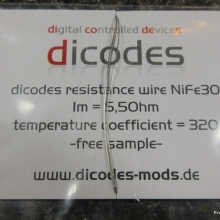 digital controlled devices
dicodes
dicodes resistance wire NiFe30
1m = 5,5Ohm
temperature coefficient = 320
-free sample-
www.dicodes-mods.de